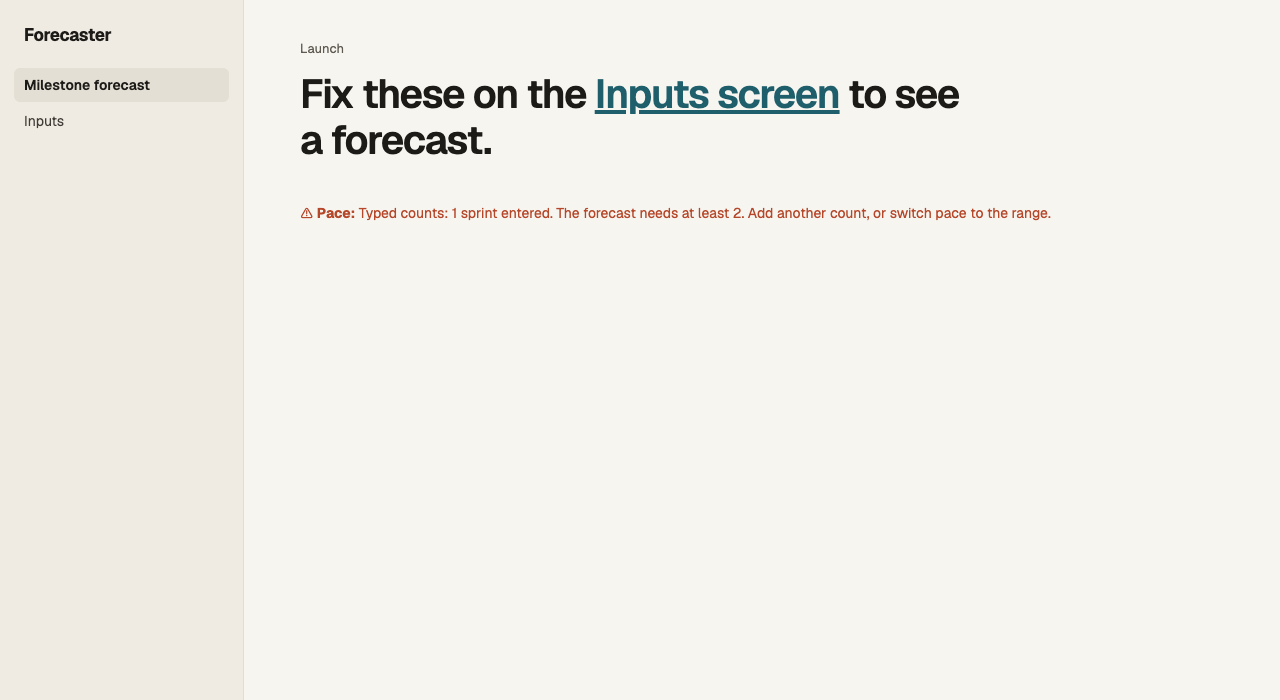 Forecaster
Milestone forecast
Inputs
Launch
Fix these on the Inputs screen to see
a forecast.
⚠ Pace: Typed counts: 1 sprint entered. The forecast needs at least 2. Add another count, or switch pace to the range.